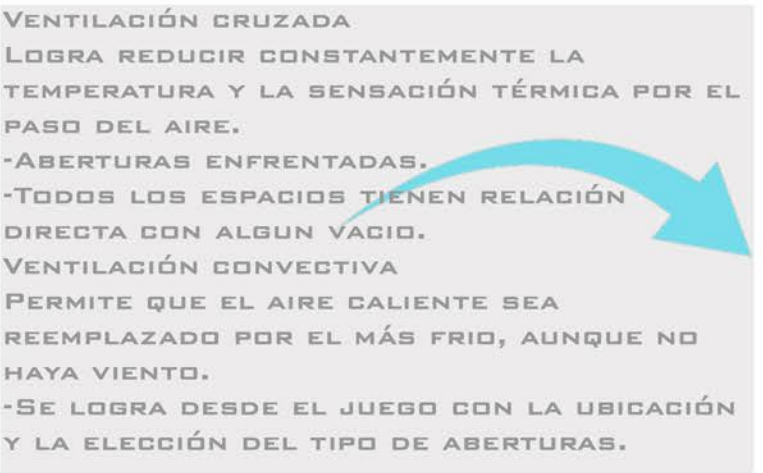 Ventilación cruzada
Logra reducir constantemente la
temperatura y la sensación térmica por el
paso del aire.
-Aberturas enfrentadas.
-Todos los espacios tienen relación
directa con algun vacio.
Ventilación convectiva
Permite que el aire caliente sea
reemplazado por el más frio, aunque no
haya viento.
-Se logra desde el juego con la ubicación
y la elección del tipo de aberturas.